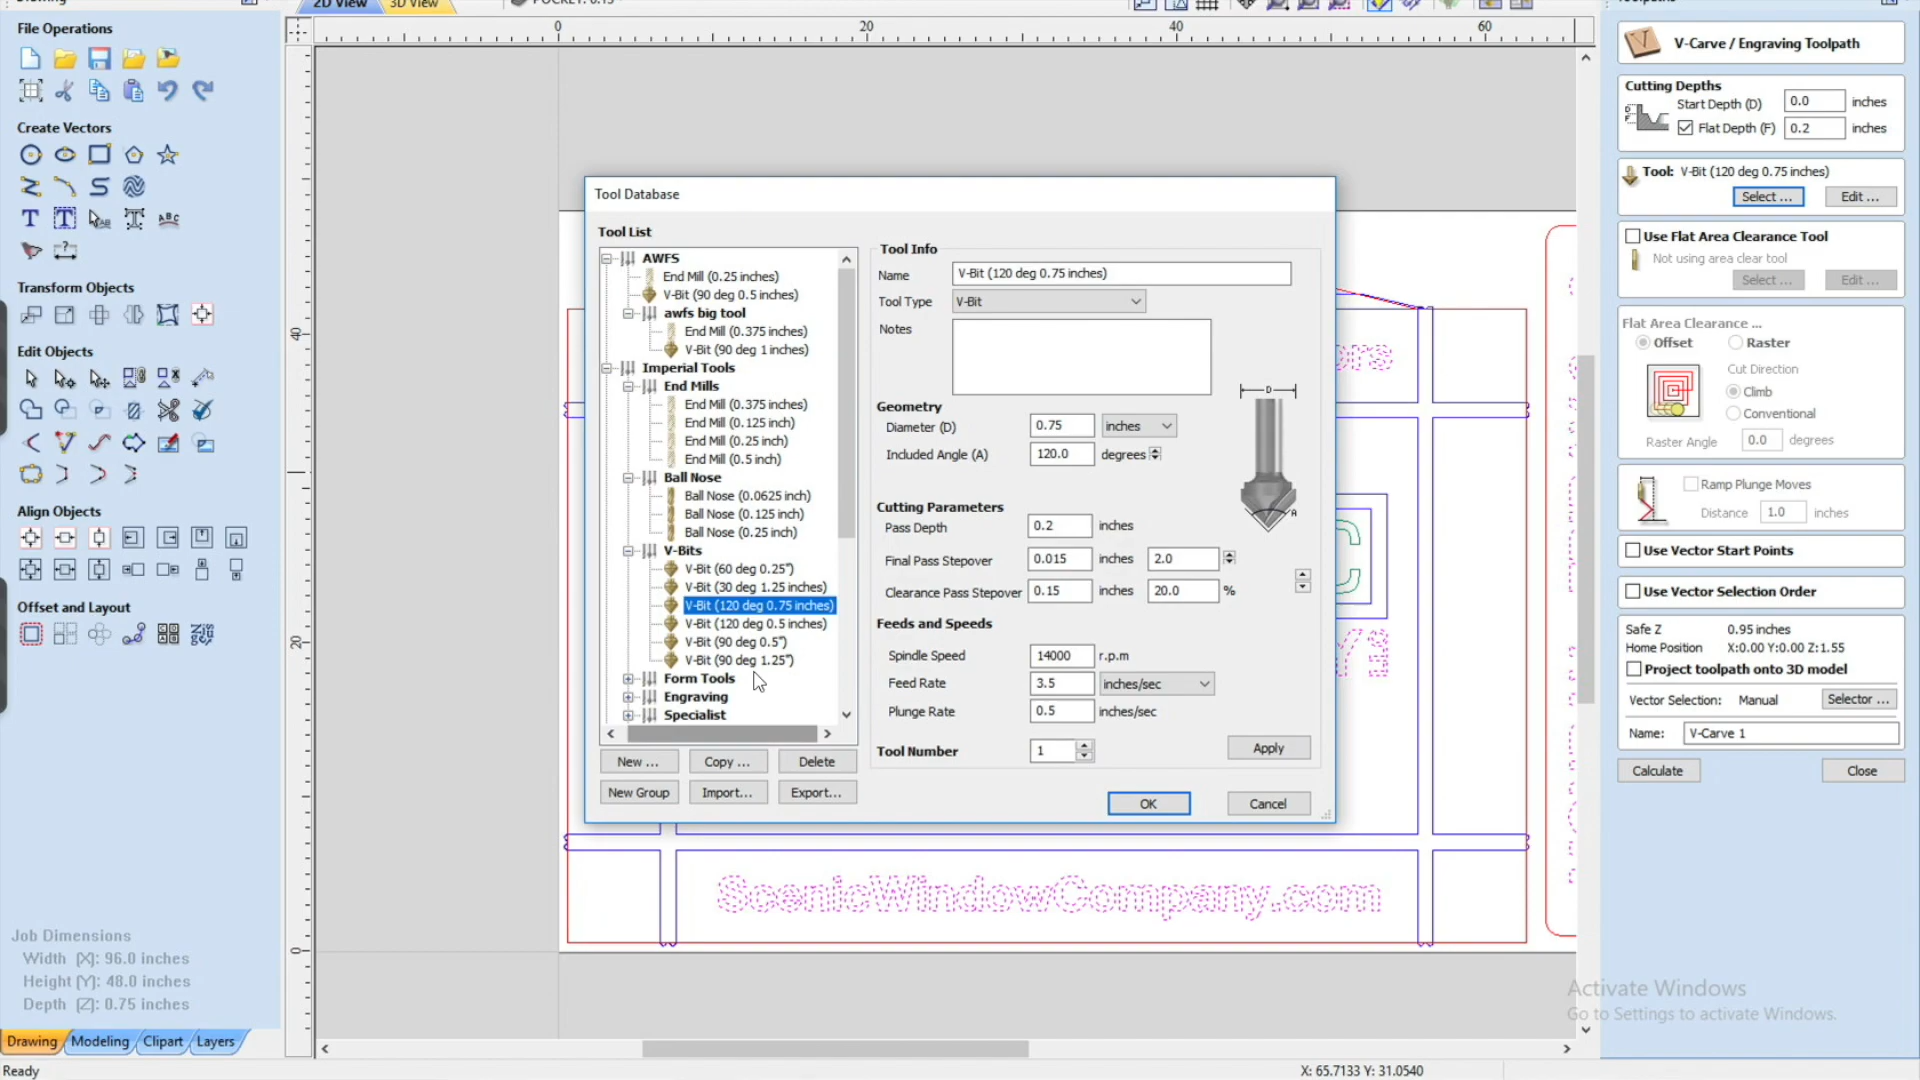 2D View
3D View
0
20
40
60
File Operations
Create Vectors
Transform Objects
Edit Objects
Align Objects
Offset and Layout
Job Dimensions
Width (X): 96.0 inches
Height (Y): 48.0 inches
Depth (Z): 0.75 inches
Drawing
Modeling
Clipart
Layers
Ready
40
20
0
Tool Database
Tool List
AWFS
End Mill (0.25 inches)
V-Bit (90 deg 0.5 inches)
awfs big tool
End Mill (0.375 inches)
V-Bit (90 deg 1 inches)
Imperial Tools
End Mills
End Mill (0.375 inches)
End Mill (0.125 inch)
End Mill (0.25 inch)
End Mill (0.5 inch)
Ball Nose
Ball Nose (0.0625 inch)
Ball Nose (0.125 inch)
Ball Nose (0.25 inch)
V-Bits
V-Bit (60 deg 0.25")
V-Bit (30 deg 1.25 inches)
V-Bit (120 deg 0.75 inches)
V-Bit (120 deg 0.5 inches)
V-Bit (90 deg 0.5")
V-Bit (90 deg 1.25")
Form Tools
Engraving
Specialist
New ...
Copy ...
Delete
New Group
Import...
Export...
Tool Info
Name V-Bit (120 deg 0.75 inches)
Tool Type V-Bit
Notes
Geometry
Diameter (D) 0.75 inches
Included Angle (A) 120.0 degrees
D
A
Cutting Parameters
Pass Depth 0.2 inches
Final Pass Stepover 0.015 inches 2.0
Clearance Pass Stepover 0.15 inches 20.0 %
Feeds and Speeds
Spindle Speed 14000 r.p.m
Feed Rate 3.5 inches/sec
Plunge Rate 0.5 inches/sec
Tool Number 1
Apply
OK
Cancel
ScenicWindowCompany.com
X: 65.7133 Y: 31.0540
V-Carve / Engraving Toolpath
Cutting Depths
Start Depth (D) 0.0 inches
Flat Depth (F) 0.2 inches
Tool: V-Bit (120 deg 0.75 inches)
Select ...
Edit ...
Use Flat Area Clearance Tool
Not using area clear tool
Select ...
Edit ...
Flat Area Clearance ...
Offset
Raster
Cut Direction
Climb
Conventional
Raster Angle 0.0 degrees
Ramp Plunge Moves
Distance 1.0 inches
Use Vector Start Points
Use Vector Selection Order
Safe Z 0.95 inches
Home Position X:0.00 Y:0.00 Z:1.55
Project toolpath onto 3D model
Vector Selection: Manual Selector ...
Name: V-Carve 1
Calculate
Close
Activate Windows
Go to Settings to activate Windows.